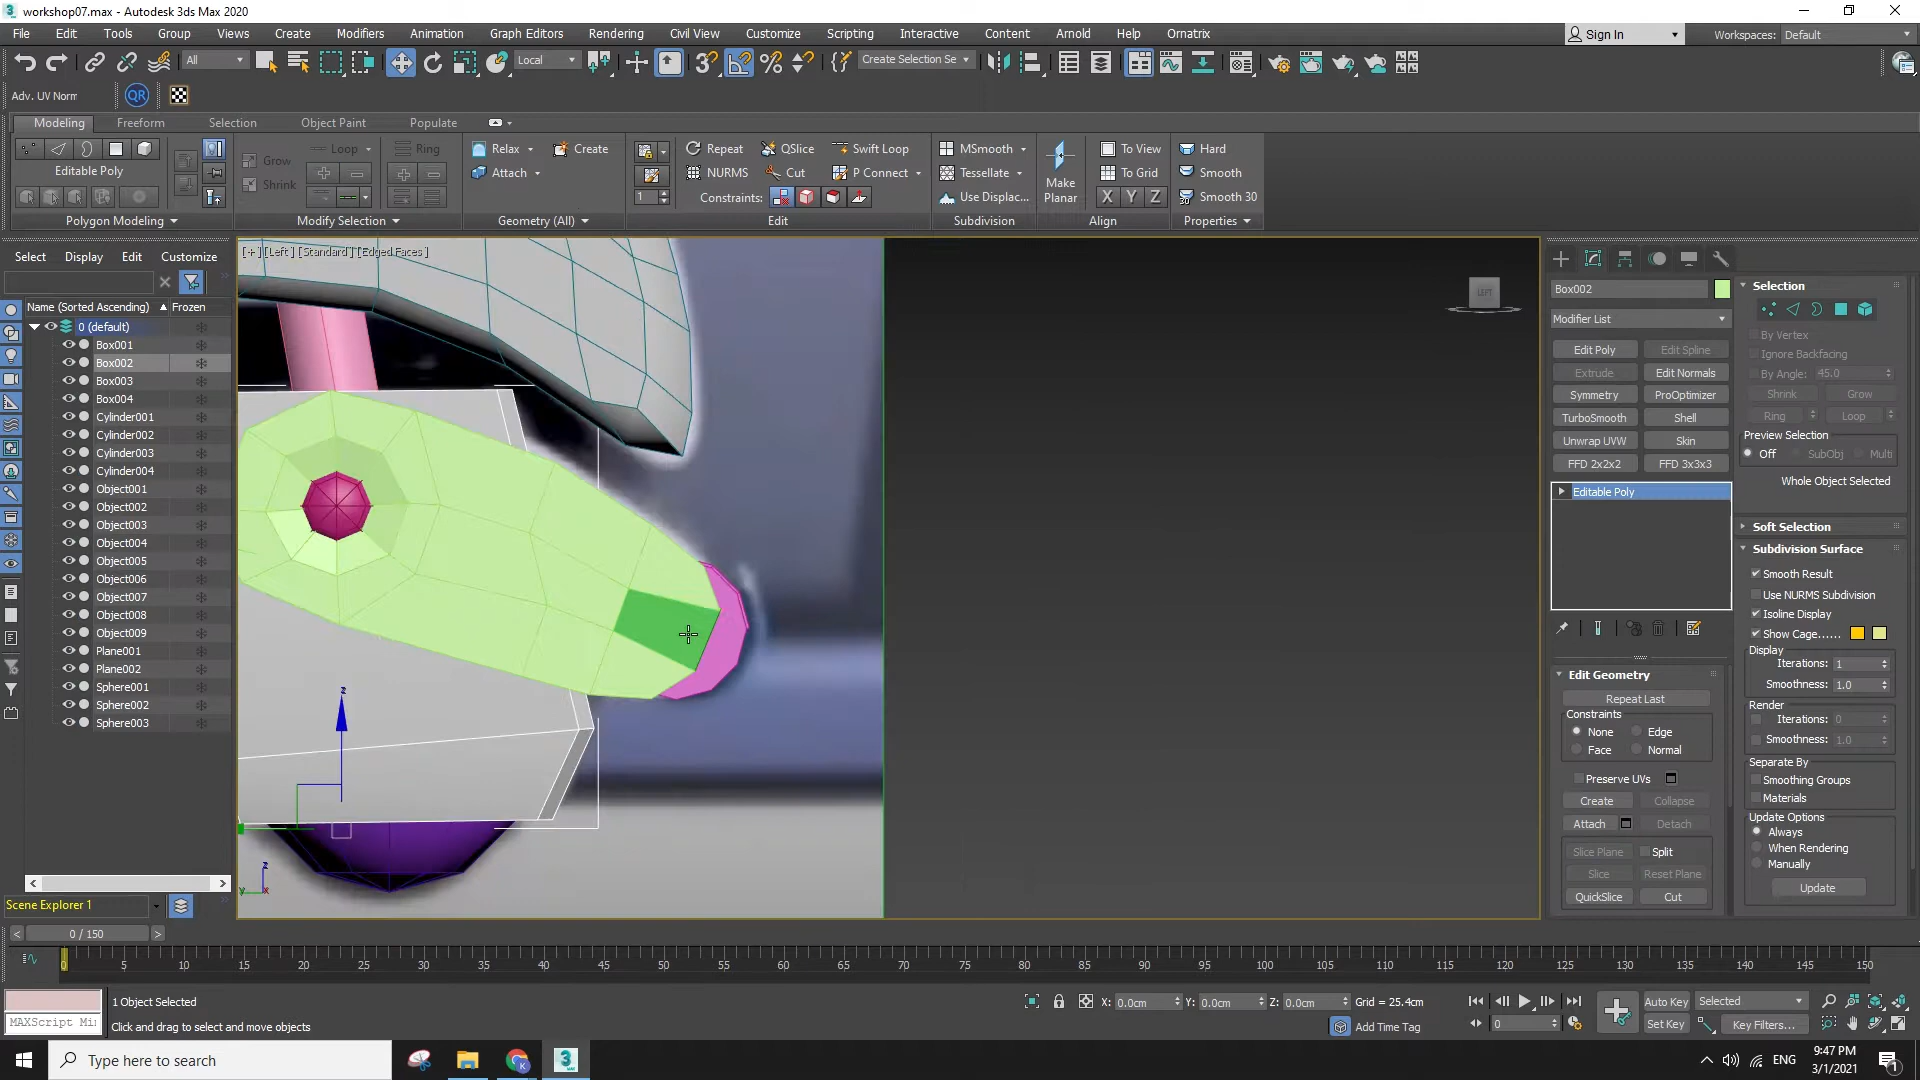 workshop07.max - Autodesk 3ds Max 2020
File Edit Tools Group Views Create Modifiers Animation Graph Editors Rendering Civil View Customize Scripting Interactive Content Arnold Help Ornatrix
Sign In
Workspaces: Default
All
Local
Create Selection Se
Adv. UV Norm
QR
Modeling Freeform Selection Object Paint Populate
Editable Poly
Polygon Modeling
Loop
Ring
Grow
Shrink
Modify Selection
Relax
Create
Attach
Geometry (All)
1
Repeat QSlice Swift Loop
NURMS Cut P Connect
Constraints:
Edit
MSmooth
Tessellate
Use Displac...
Subdivision
Make
Planar
To View
To Grid
X Y Z
Align
Hard
Smooth
Smooth 30
Properties
Select Display Edit Customize
Name (Sorted Ascending) Frozen
0 (default)
Box001
Box002
Box003
Box004
Cylinder001
Cylinder002
Cylinder003
Cylinder004
Object001
Object002
Object003
Object004
Object005
Object006
Object007
Object008
Object009
Plane001
Plane002
Sphere001
Sphere002
Sphere003
Scene Explorer 1
[+] [Left] [Standard] [Edged Faces]
LEFT
z
z
y
x
Box002
Modifier List
Edit Poly Edit Spline
Extrude Edit Normals
Symmetry ProOptimizer
TurboSmooth Shell
Unwrap UVW Skin
FFD 2x2x2 FFD 3x3x3
Editable Poly
Edit Geometry
Repeat Last
Constraints
None Edge
Face Normal
Preserve UVs
Create Collapse
Attach Detach
Slice Plane Split
Slice Reset Plane
QuickSlice Cut
Selection
By Vertex
Ignore Backfacing
By Angle: 45.0
Shrink Grow
Ring Loop
Preview Selection
Off SubObj Multi
Whole Object Selected
Soft Selection
Subdivision Surface
Smooth Result
Use NURMS Subdivision
Isoline Display
Show Cage......
Display
Iterations: 1
Smoothness: 1.0
Render
Iterations: 0
Smoothness: 1.0
Separate By
Smoothing Groups
Materials
Update Options
Always
When Rendering
Manually
Update
< 0 / 150 >
0 5 10 15 20 25 30 35 40 45 50 55 60 65 70 75 80 85 90 95 100 105 110 115 120 125 130 135 140 145 150
1 Object Selected
MAXScript Mi
Click and drag to select and move objects
X: 0.0cm Y: 0.0cm Z: 0.0cm Grid = 25.4cm
Add Time Tag
0
Auto Key Selected
Set Key Key Filters...
Type here to search
K
3
ENG
9:47 PM
3/1/2021
1